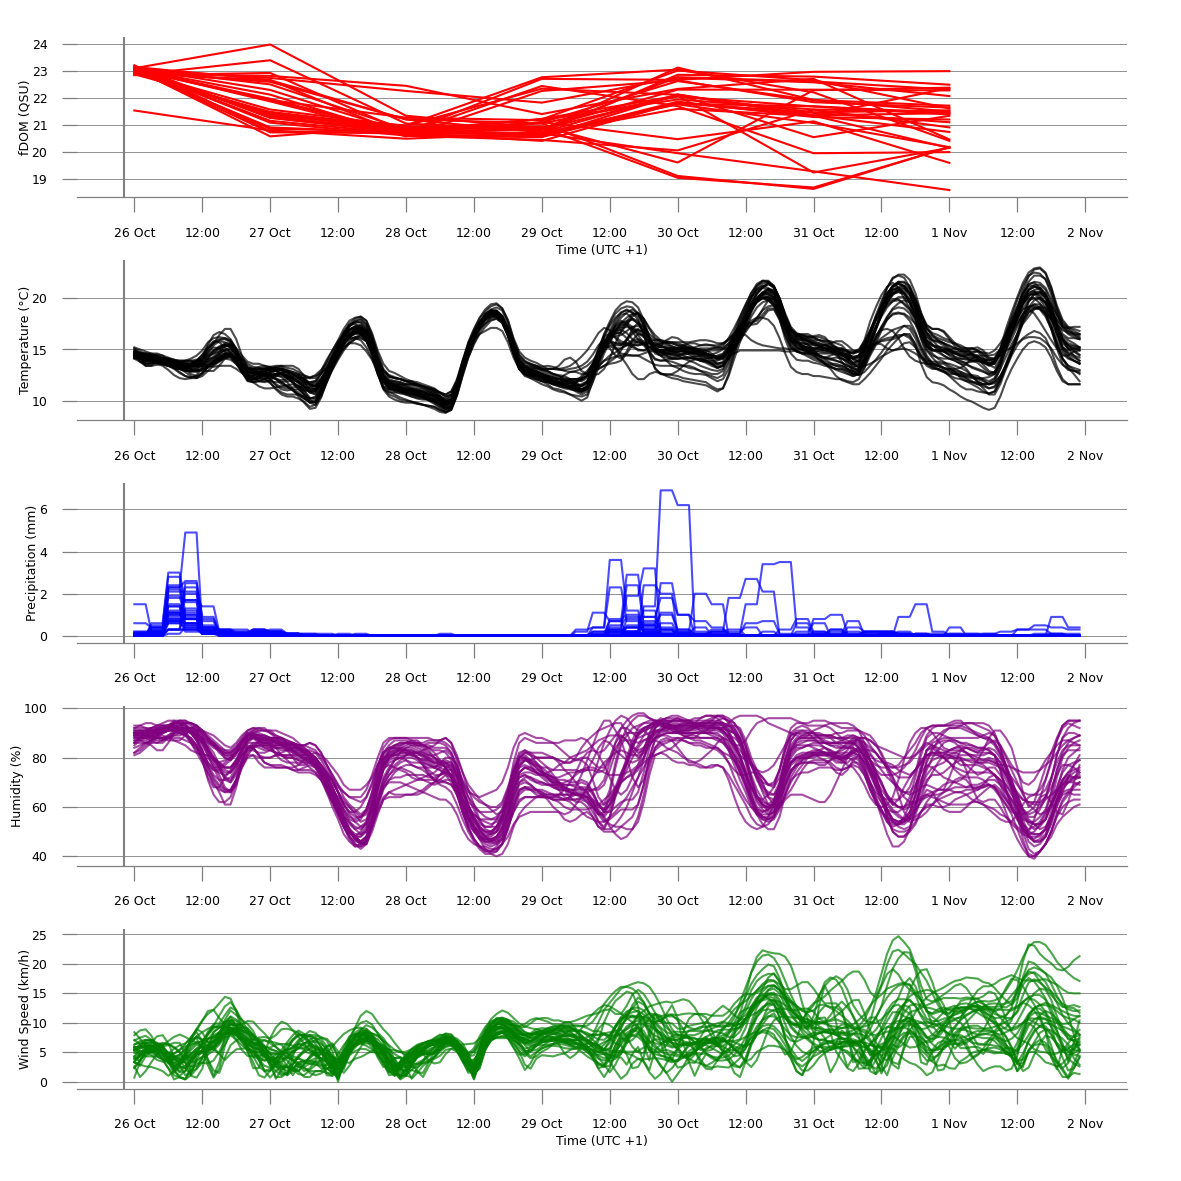 fDOM (QSU)
24
23
22
21
20
19
26 Oct 12:00 27 Oct 12:00 28 Oct 12:00 29 Oct 12:00 30 Oct 12:00 31 Oct 12:00 1 Nov 12:00 2 Nov
Time (UTC +1)
Temperature (°C)
20
15
10
26 Oct 12:00 27 Oct 12:00 28 Oct 12:00 29 Oct 12:00 30 Oct 12:00 31 Oct 12:00 1 Nov 12:00 2 Nov
Precipitation (mm)
6
4
2
0
26 Oct 12:00 27 Oct 12:00 28 Oct 12:00 29 Oct 12:00 30 Oct 12:00 31 Oct 12:00 1 Nov 12:00 2 Nov
Humidity (%)
100
80
60
40
26 Oct 12:00 27 Oct 12:00 28 Oct 12:00 29 Oct 12:00 30 Oct 12:00 31 Oct 12:00 1 Nov 12:00 2 Nov
Wind Speed (km/h)
25
20
15
10
5
0
26 Oct 12:00 27 Oct 12:00 28 Oct 12:00 29 Oct 12:00 30 Oct 12:00 31 Oct 12:00 1 Nov 12:00 2 Nov
Time (UTC +1)